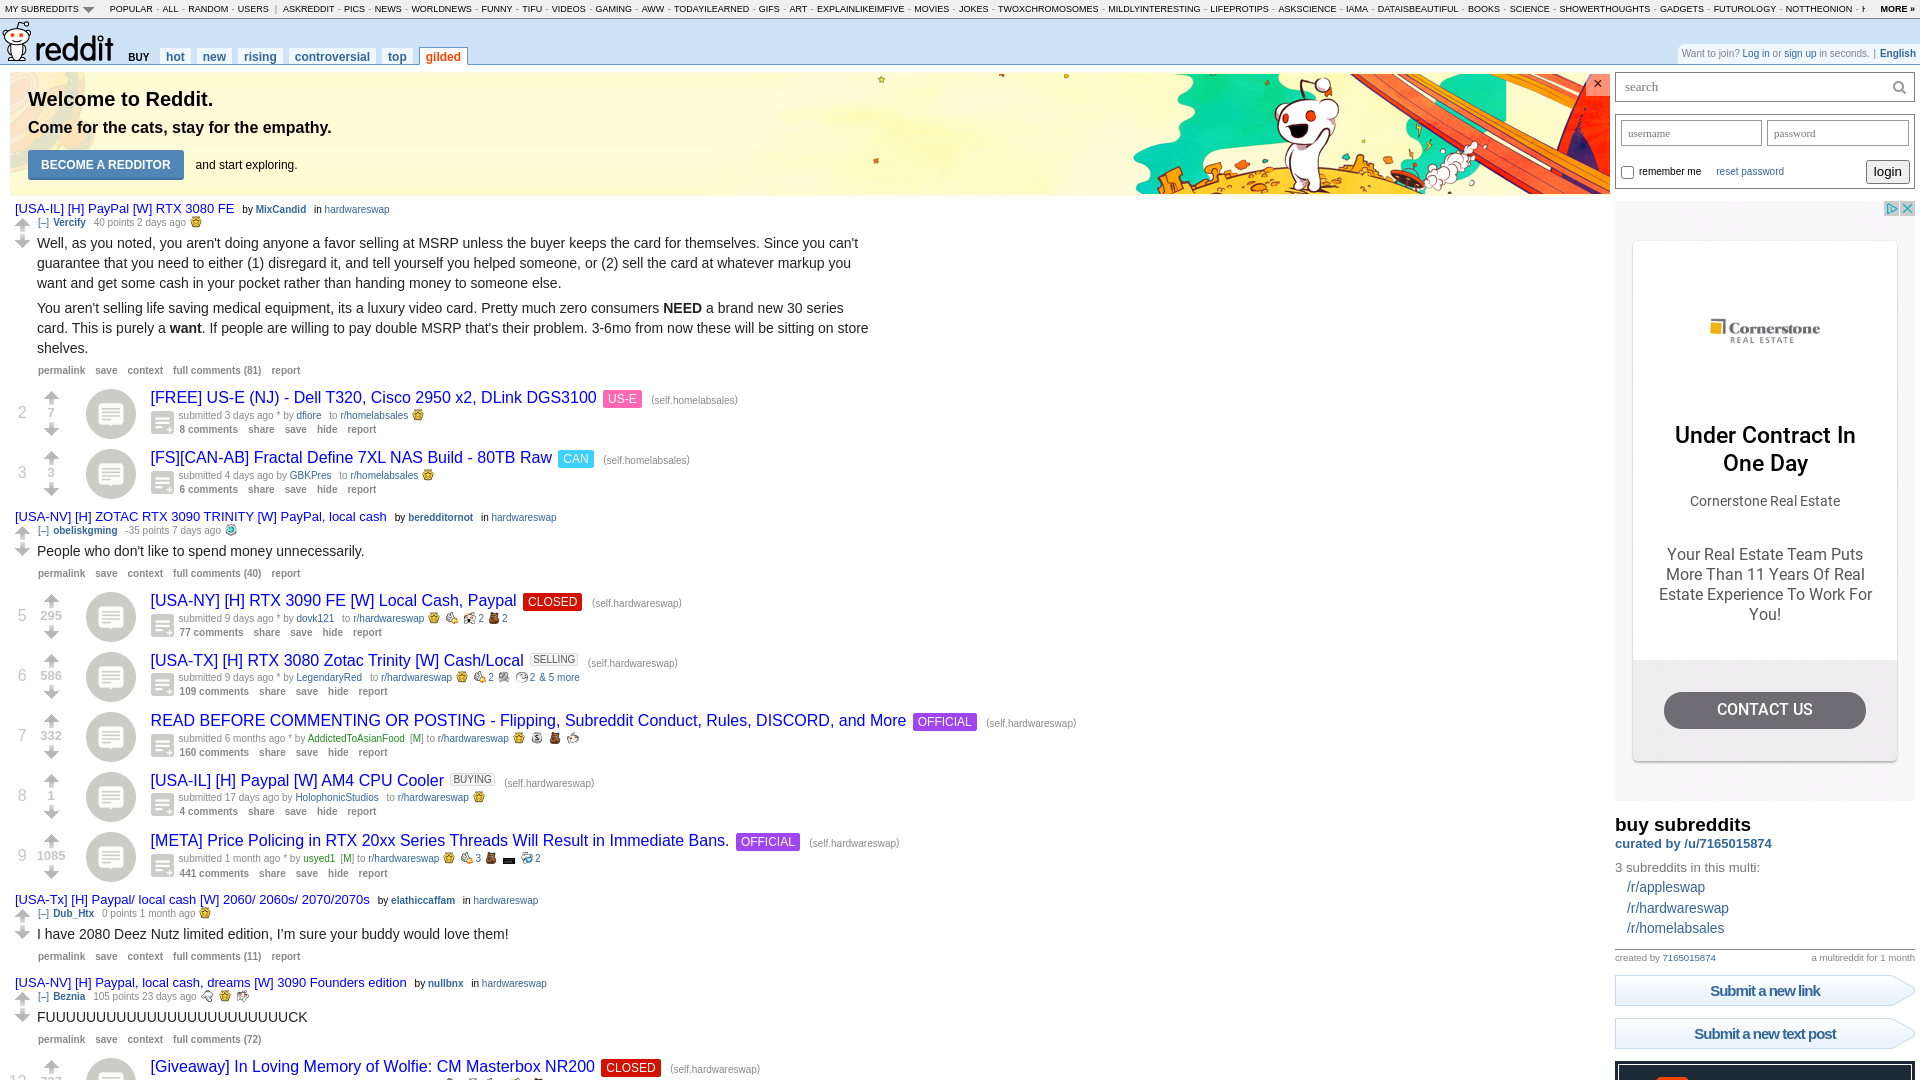 MY SUBREDDITS POPULAR - ALL - RANDOM - USERS | ASKREDDIT - PICS - NEWS - WORLDNEWS - FUNNY - TIFU - VIDEOS - GAMING - AWW - TODAYILEARNED - GIFS - ART - EXPLAINLIKEIMFIVE - MOVIES - JOKES - TWOXCHROMOSOMES - MILDLYINTERESTING - LIFEPROTIPS - ASKSCIENCE - IAMA - DATAISBEAUTIFUL - BOOKS - SCIENCE - SHOWERTHOUGHTS - GADGETS - FUTUROLOGY - NOTTHEONION - MORE »
reddit BUY hot new rising controversial top gilded
Want to join? Log in or sign up in seconds. | English
Welcome to Reddit.
Come for the cats, stay for the empathy.
BECOME A REDDITOR and start exploring.
×
[USA-IL] [H] PayPal [W] RTX 3080 FE by MixCandid in hardwareswap
[–] Vercify 40 points 2 days ago
Well, as you noted, you aren't doing anyone a favor selling at MSRP unless the buyer keeps the card for themselves. Since you can't
guarantee that you need to either (1) disregard it, and tell yourself you helped someone, or (2) sell the card at whatever markup you
want and get some cash in your pocket rather than handing money to someone else.
You aren't selling life saving medical equipment, its a luxury video card. Pretty much zero consumers NEED a brand new 30 series
card. This is purely a want. If people are willing to pay double MSRP that's their problem. 3-6mo from now these will be sitting on store
shelves.
permalink save context full comments (81) report
2 7 [FREE] US-E (NJ) - Dell T320, Cisco 2950 x2, DLink DGS3100 US-E (self.homelabsales)
submitted 3 days ago * by dfiore to r/homelabsales
8 comments share save hide report
3 3 [FS][CAN-AB] Fractal Define 7XL NAS Build - 80TB Raw CAN (self.homelabsales)
submitted 4 days ago by GBKPres to r/homelabsales
6 comments share save hide report
[USA-NV] [H] ZOTAC RTX 3090 TRINITY [W] PayPal, local cash by beredditornot in hardwareswap
[–] obeliskgming -35 points 7 days ago
People who don't like to spend money unnecessarily.
permalink save context full comments (40) report
5 295 [USA-NY] [H] RTX 3090 FE [W] Local Cash, Paypal CLOSED (self.hardwareswap)
submitted 9 days ago * by dovk121 to r/hardwareswap 2 2
77 comments share save hide report
6 586 [USA-TX] [H] RTX 3080 Zotac Trinity [W] Cash/Local SELLING (self.hardwareswap)
submitted 9 days ago * by LegendaryRed to r/hardwareswap 2 2 & 5 more
109 comments share save hide report
7 332 READ BEFORE COMMENTING OR POSTING - Flipping, Subreddit Conduct, Rules, DISCORD, and More OFFICIAL (self.hardwareswap)
submitted 6 months ago * by AddictedToAsianFood [M] to r/hardwareswap
160 comments share save hide report
8 1 [USA-IL] [H] Paypal [W] AM4 CPU Cooler BUYING (self.hardwareswap)
submitted 17 days ago by HolophonicStudios to r/hardwareswap
4 comments share save hide report
9 1085 [META] Price Policing in RTX 20xx Series Threads Will Result in Immediate Bans. OFFICIAL (self.hardwareswap)
submitted 1 month ago * by usyed1 [M] to r/hardwareswap 3 2
441 comments share save hide report
[USA-Tx] [H] Paypal/ local cash [W] 2060/ 2060s/ 2070/2070s by elathiccaffam in hardwareswap
[–] Dub_Htx 0 points 1 month ago
I have 2080 Deez Nutz limited edition, I'm sure your buddy would love them!
permalink save context full comments (11) report
[USA-NV] [H] Paypal, local cash, dreams [W] 3090 Founders edition by nullbnx in hardwareswap
[–] Beznia 105 points 23 days ago
FUUUUUUUUUUUUUUUUUUUUUUUUCK
permalink save context full comments (72)
[Giveaway] In Loving Memory of Wolfie: CM Masterbox NR200 CLOSED (self.hardwareswap)
search
username password
remember me reset password login
Cornerstone
REAL ESTATE
Under Contract In
One Day
Cornerstone Real Estate
Your Real Estate Team Puts
More Than 11 Years Of Real
Estate Experience To Work For
You!
CONTACT US
buy subreddits
curated by /u/7165015874
3 subreddits in this multi:
/r/appleswap
/r/hardwareswap
/r/homelabsales
created by 7165015874 a multireddit for 1 month
Submit a new link
Submit a new text post